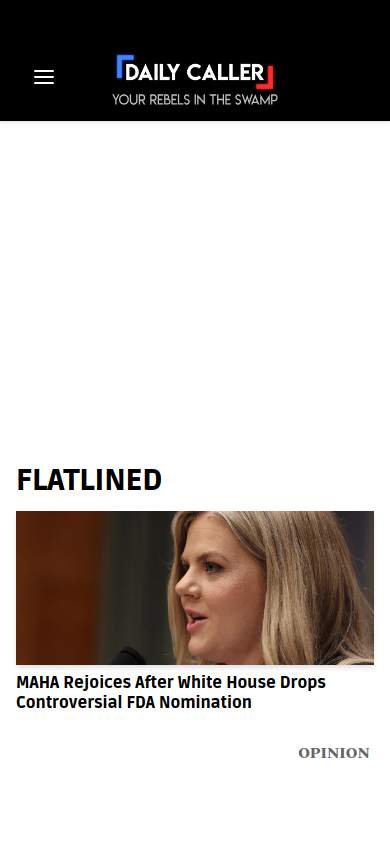 DAILY CALLER
YOUR REBELS IN THE SWAMP
FLATLINED
MAHA Rejoices After White House Drops
Controversial FDA Nomination
OPINION